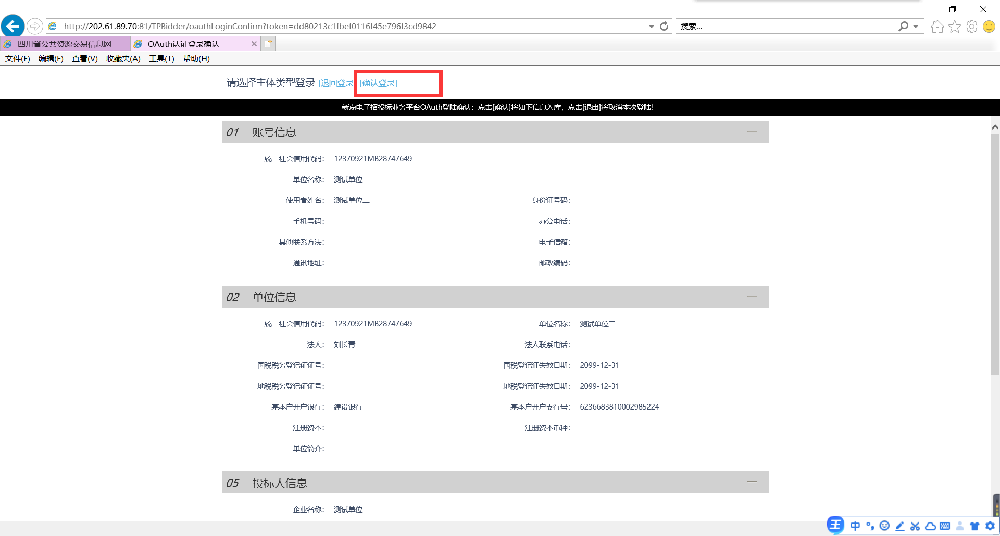 http://202.61.89.70:81/TPBidder/oauthLoginConfirm?token=dd80213c1fbef0116f45e796f3cd9842
搜索...
四川省公共资源交易信息网
OAuth认证登录确认
文件(F) 编辑(E) 查看(V) 收藏夹(A) 工具(T) 帮助(H)
请选择主体类型登录 [退回登录 [确认登录]
新点电子招投标业务平台OAuth登陆确认：点击[确认]将如下信息入库，点击[退出]将取消本次登陆！
01 账号信息
统一社会信用代码： 12370921MB28747649
单位名称： 测试单位二
使用者姓名： 测试单位二 身份证号码：
手机号码： 办公电话：
其他联系方法： 电子信箱：
通讯地址： 邮政编码：
02 单位信息
统一社会信用代码： 12370921MB28747649 单位名称： 测试单位二
法人： 刘长青 法人联系电话：
国税税务登记证证号： 国税登记证失效日期： 2099-12-31
地税税务登记证证号： 地税登记证失效日期： 2099-12-31
基本户开户银行： 建设银行 基本户开户支行号： 6236683810002985224
注册资本： 注册资本币种：
单位简介：
05 投标人信息
企业名称： 测试单位二
王 中